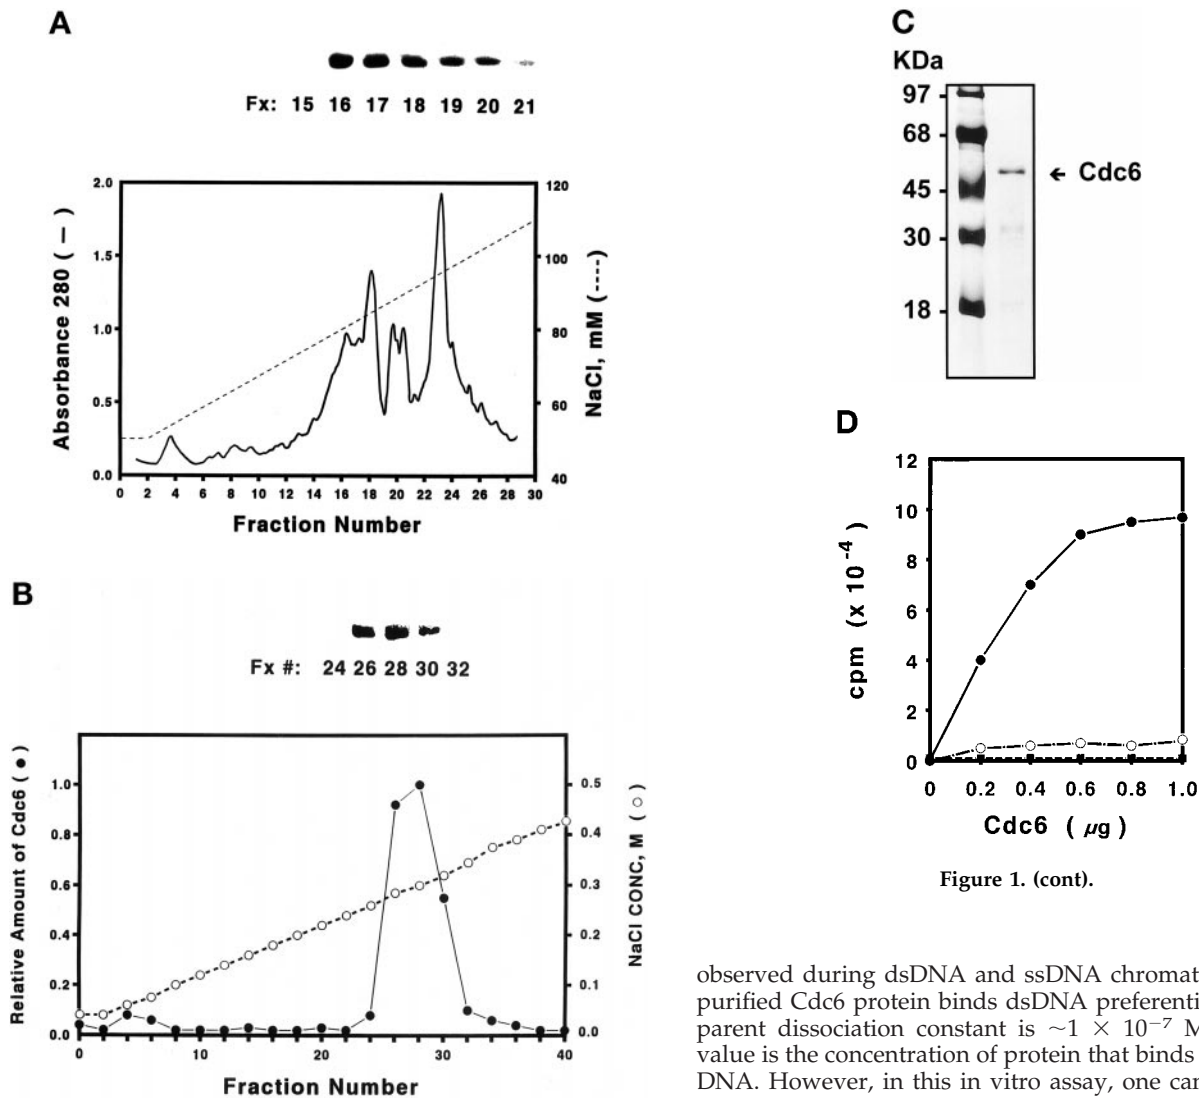 A
Fx: 15 16 17 18 19 20 21
2.0
1.5
1.0
0.5
0.0
Absorbance 280 ( — )
120
100
80
60
40
NaCl, mM (----)
0 2 4 6 8 10 12 14 16 18 20 22 24 26 28 30
Fraction Number
B
Fx #: 24 26 28 30 32
1.0
0.8
0.6
0.4
0.2
0.0
Relative Amount of Cdc6 ( ● )
0.5
0.4
0.3
0.2
0.1
0.0
NaCl CONC, M ( ○ )
0 10 20 30 40
Fraction Number
C
KDa
97
68
45
30
18
← Cdc6
D
12
10
8
6
4
2
0
cpm (x 10⁻⁴)
0 0.2 0.4 0.6 0.8 1.0
Cdc6 ( µg )
Figure 1. (cont).
observed during dsDNA and ssDNA chromat
purified Cdc6 protein binds dsDNA preferenti
parent dissociation constant is ~1 × 10⁻⁷ M
value is the concentration of protein that binds
DNA. However, in this in vitro assay, one can